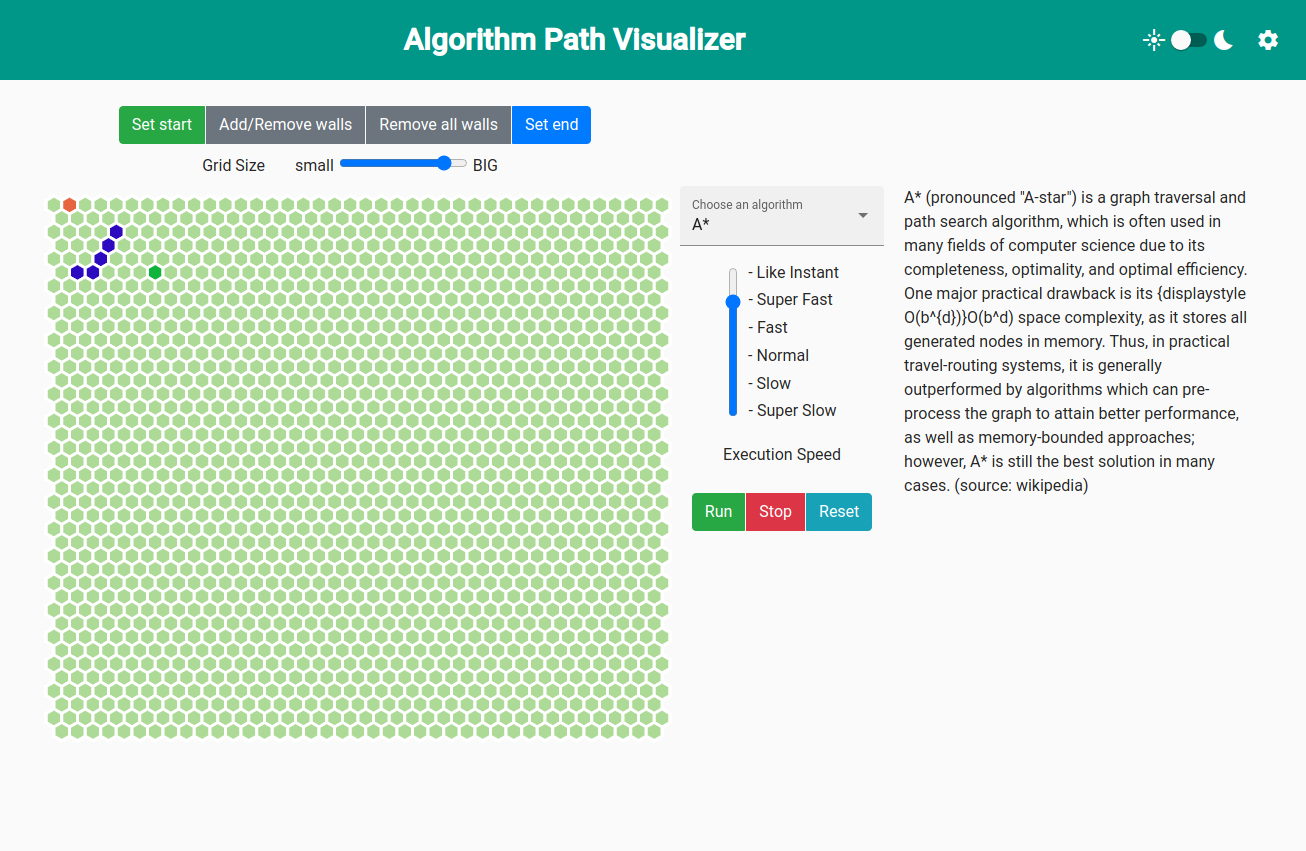 Algorithm Path Visualizer
Set start
Add/Remove walls
Remove all walls
Set end
Grid Size
small
BIG
Choose an algorithm
A*
- Like Instant
- Super Fast
- Fast
- Normal
- Slow
- Super Slow
Execution Speed
Run
Stop
Reset
A* (pronounced "A-star") is a graph traversal and
path search algorithm, which is often used in
many fields of computer science due to its
completeness, optimality, and optimal efficiency.
One major practical drawback is its {displaystyle
O(b^{d})}O(b^d) space complexity, as it stores all
generated nodes in memory. Thus, in practical
travel-routing systems, it is generally
outperformed by algorithms which can pre-
process the graph to attain better performance,
as well as memory-bounded approaches;
however, A* is still the best solution in many
cases. (source: wikipedia)